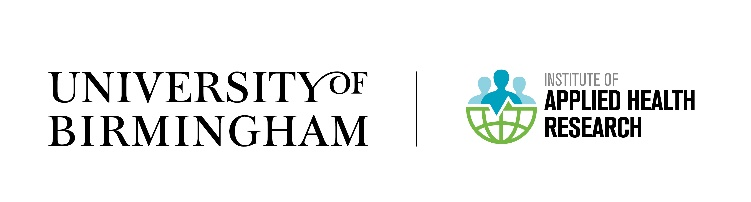 UNIVERSITY OF
BIRMINGHAM
INSTITUTE OF
APPLIED HEALTH
RESEARCH